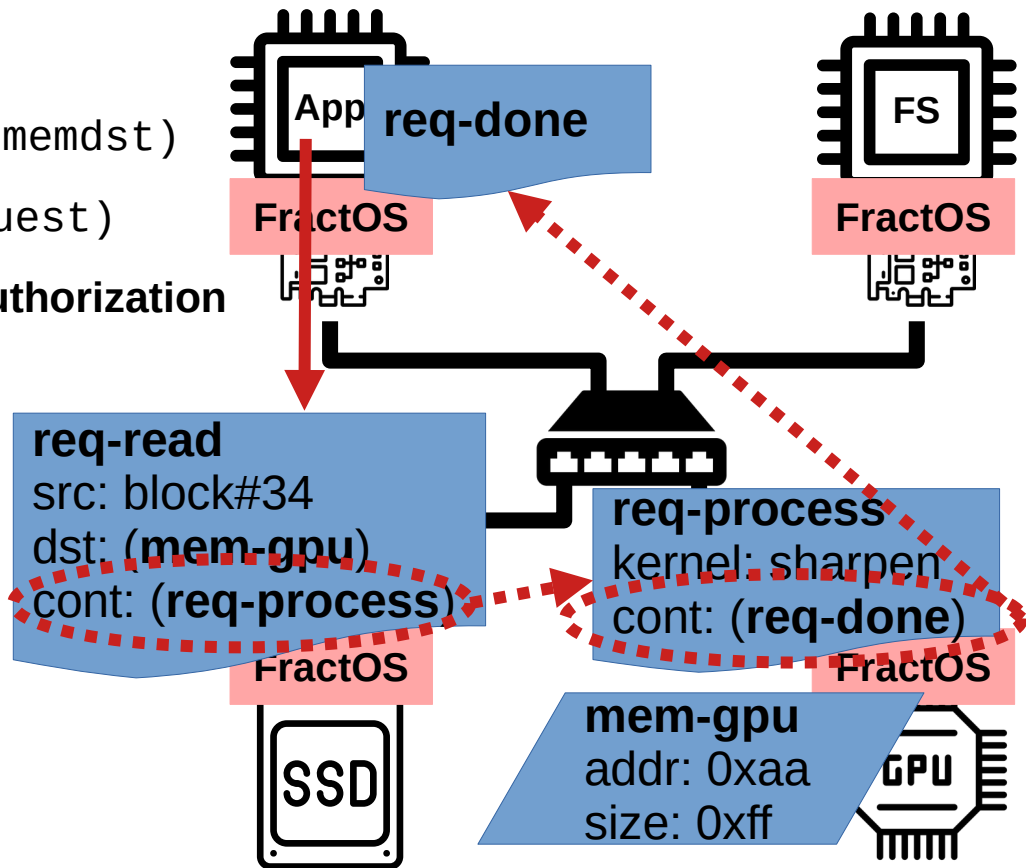 App
req-done
FS
memdst)
FractOS
FractOS
uest)
uthorization
req-read
src: block#34
dst: (mem-gpu)
cont: (req-process)
req-process
kernel: sharpen
cont: (req-done)
FractOS
FractOS
mem-gpu
addr: 0xaa
size: 0xff
SSD
GPU